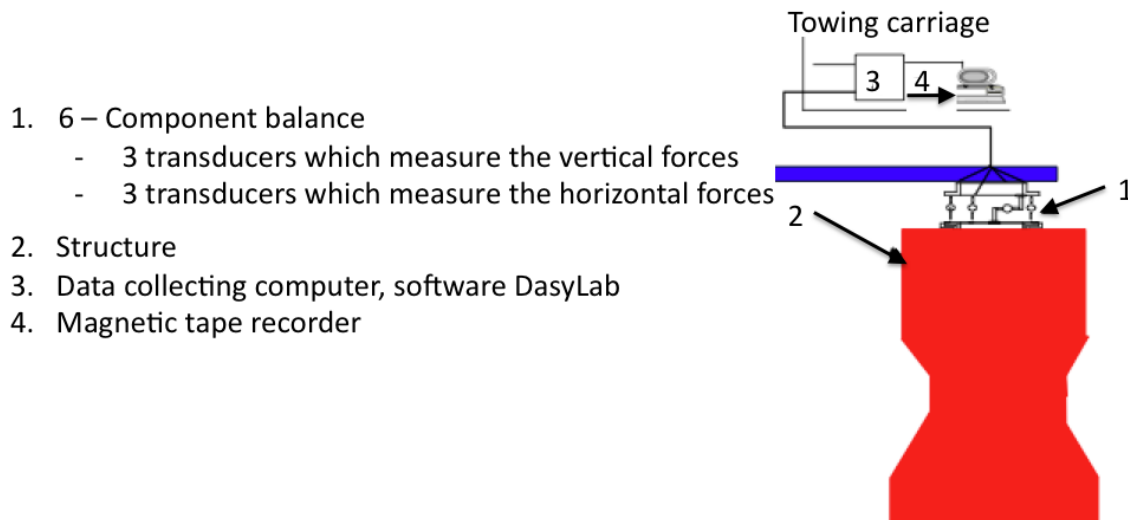 Towing carriage
3
4
1. 6 – Component balance
- 3 transducers which measure the vertical forces
- 3 transducers which measure the horizontal forces
1
2
2. Structure
3. Data collecting computer, software DasyLab
4. Magnetic tape recorder